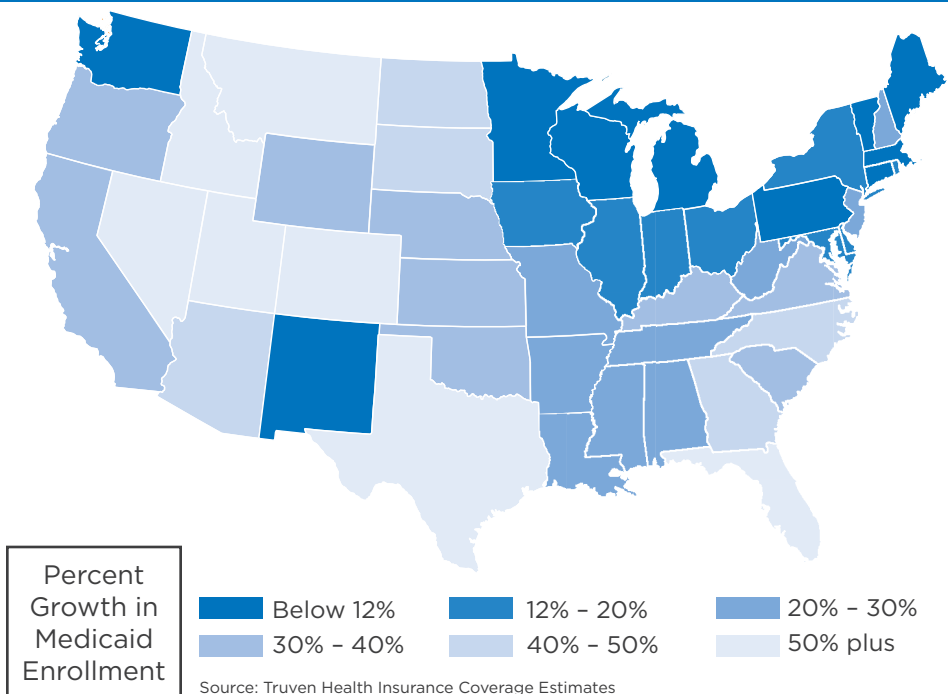 Percent
Growth in
Medicaid
Enrollment
Below 12%
12% – 20%
20% – 30%
30% – 40%
40% – 50%
50% plus
Source: Truven Health Insurance Coverage Estimates